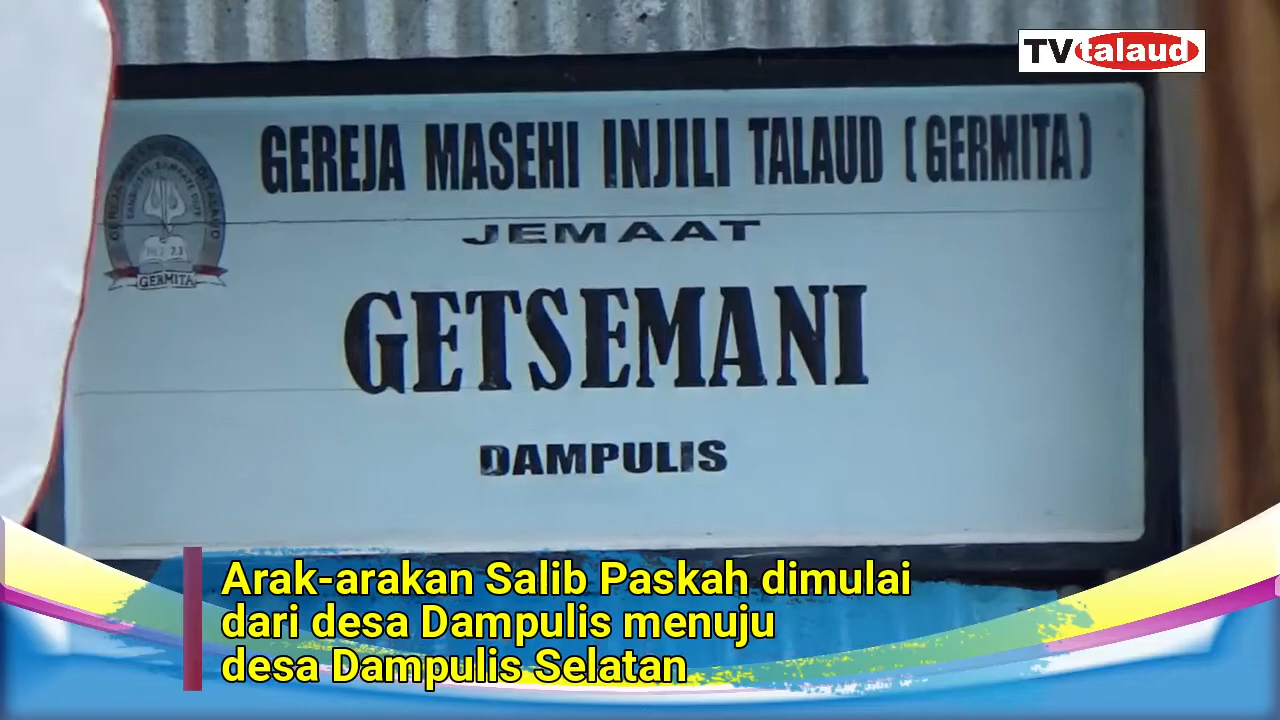 TVtalaud
GEREJA MASEHI INJILI TALAUD (GERMITA)
JEMAAT
GETSEMANI
DAMPULIS
GERMITA
Arak-arakan Salib Paskah dimulai
dari desa Dampulis menuju
desa Dampulis Selatan